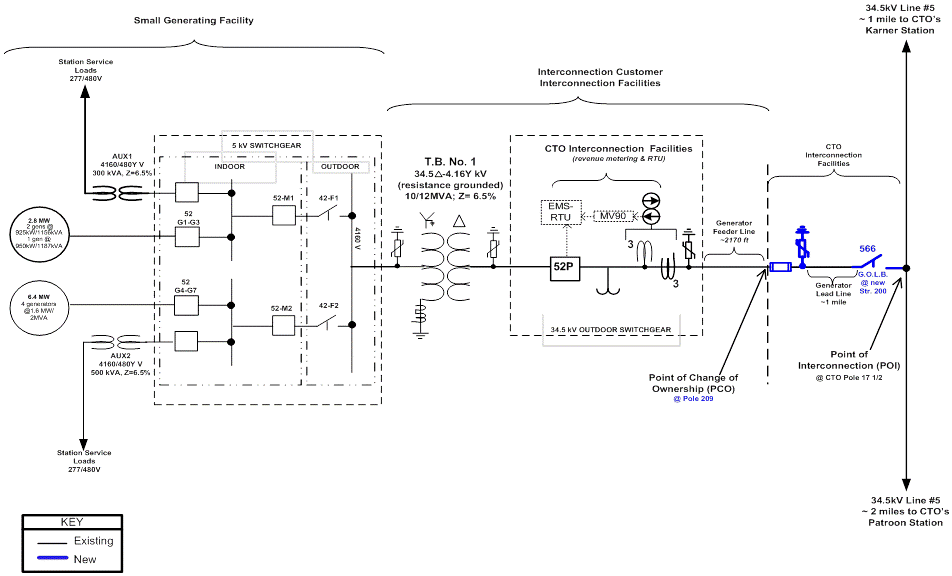 34.5kV Line #5
~ 1 mile to CTO's
Karner Station
Small Generating Facility
Station Service
Loads
277/480V
Interconnection Customer
Interconnection Facilities
AUX1
4160/480Y V
300 kVA, Z=6.5%
5 kV SWITCHGEAR
INDOOR
OUTDOOR
T.B. No. 1
34.5△-4.16Y kV
(resistance grounded)
10/12MVA; Z= 6.5%
CTO Interconnection Facilities
(revenue metering & RTU)
CTO
Interconnection
Facilities
EMS-
RTU
MV90
52-M1
42-F1
52
G1-G3
2.8 MW
2 gens @
925kW/1156kVA
1 gen @
950kW/1187kVA
4160 V
3
52P
3
Generator
Feeder Line
~2170 ft
566
G.O.L.B.
@ new
Str. 200
Generator
Lead Line
~1 mile
6.4 MW
4 generators
@1.6 MW/
2MVA
52
G4-G7
52-M2
42-F2
34.5 kV OUTDOOR SWITCHGEAR
AUX2
4160/480Y V
500 kVA, Z=6.5%
Point of Change of
Ownership (PCO)
@ Pole 209
Point of
Interconnection (POI)
@ CTO Pole 17 1/2
Station Service
Loads
277/480V
34.5kV Line #5
~ 2 miles to CTO's
Patroon Station
KEY
Existing
New